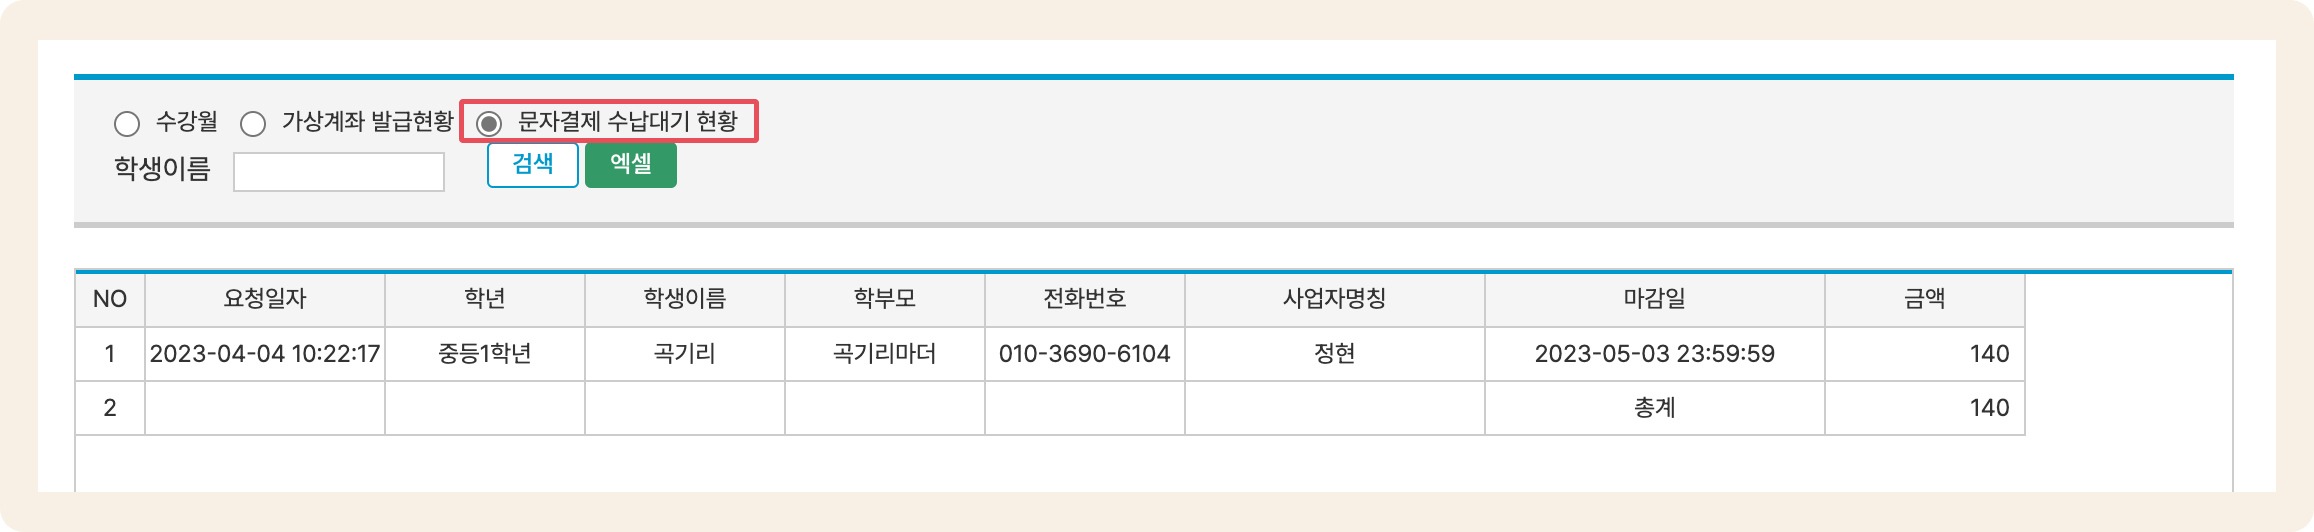 수강월 가상계좌 발급현황 문자결제 수납대기 현황
학생이름 검색 엑셀
NO 요청일자 학년 학생이름 학부모 전화번호 사업자명칭 마감일 금액
1 2023-04-04 10:22:17 중등1학년 곡기리 곡기리마더 010-3690-6104 정현 2023-05-03 23:59:59 140
2 총계 140